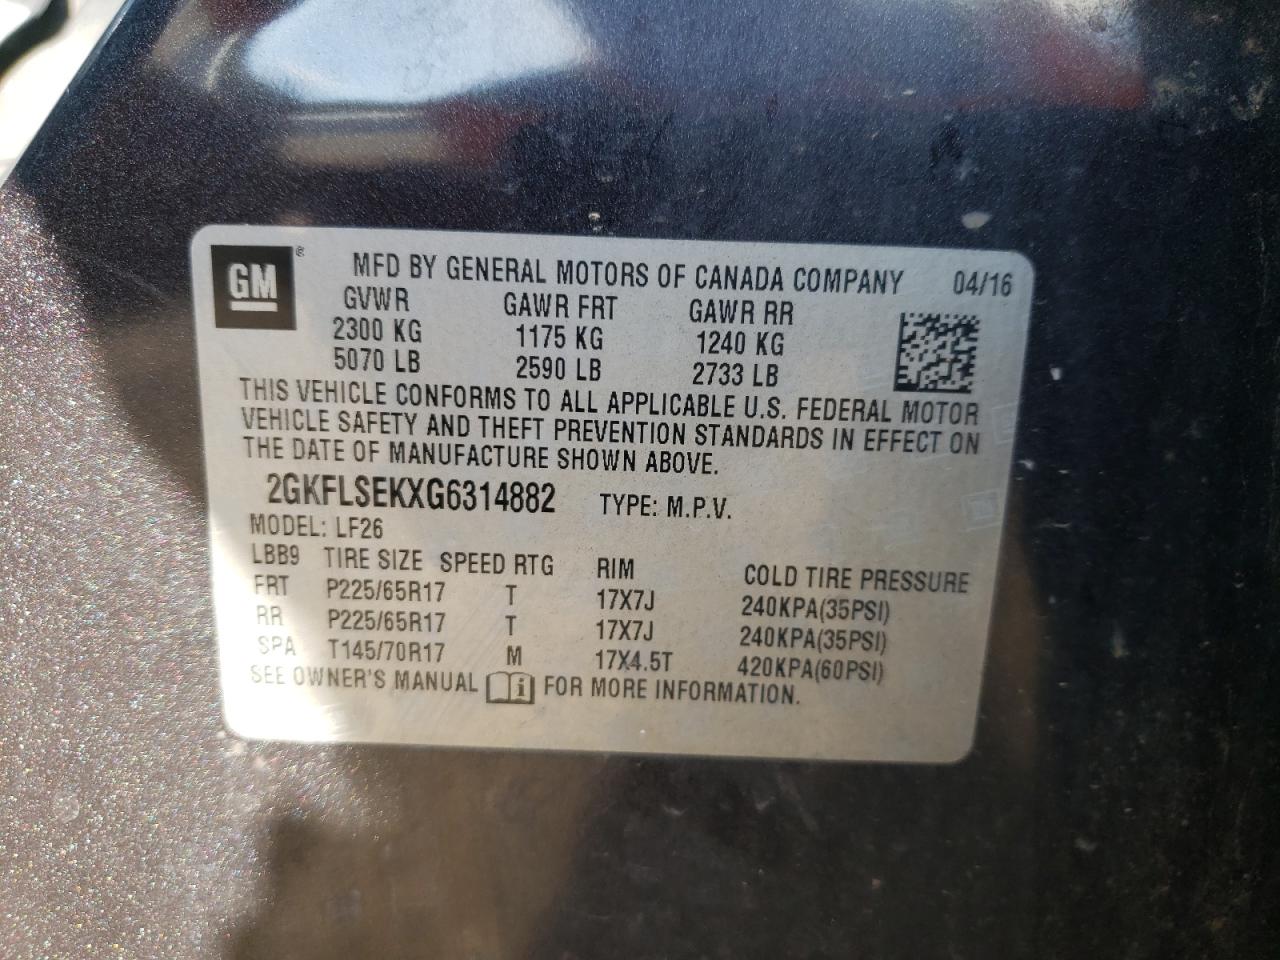 GM ® MFD BY GENERAL MOTORS OF CANADA COMPANY 04/16
GVWR GAWR FRT GAWR RR
2300 KG 1175 KG 1240 KG
5070 LB 2590 LB 2733 LB
THIS VEHICLE CONFORMS TO ALL APPLICABLE U.S. FEDERAL MOTOR
VEHICLE SAFETY AND THEFT PREVENTION STANDARDS IN EFFECT ON
THE DATE OF MANUFACTURE SHOWN ABOVE.
2GKFLSEKXG6314882 TYPE: M.P.V.
MODEL: LF26
LBB9 TIRE SIZE SPEED RTG RIM COLD TIRE PRESSURE
FRT P225/65R17 T 17X7J 240KPA(35PSI)
RR P225/65R17 T 17X7J 240KPA(35PSI)
SPA T145/70R17 M 17X4.5T 420KPA(60PSI)
SEE OWNER'S MANUAL i FOR MORE INFORMATION.